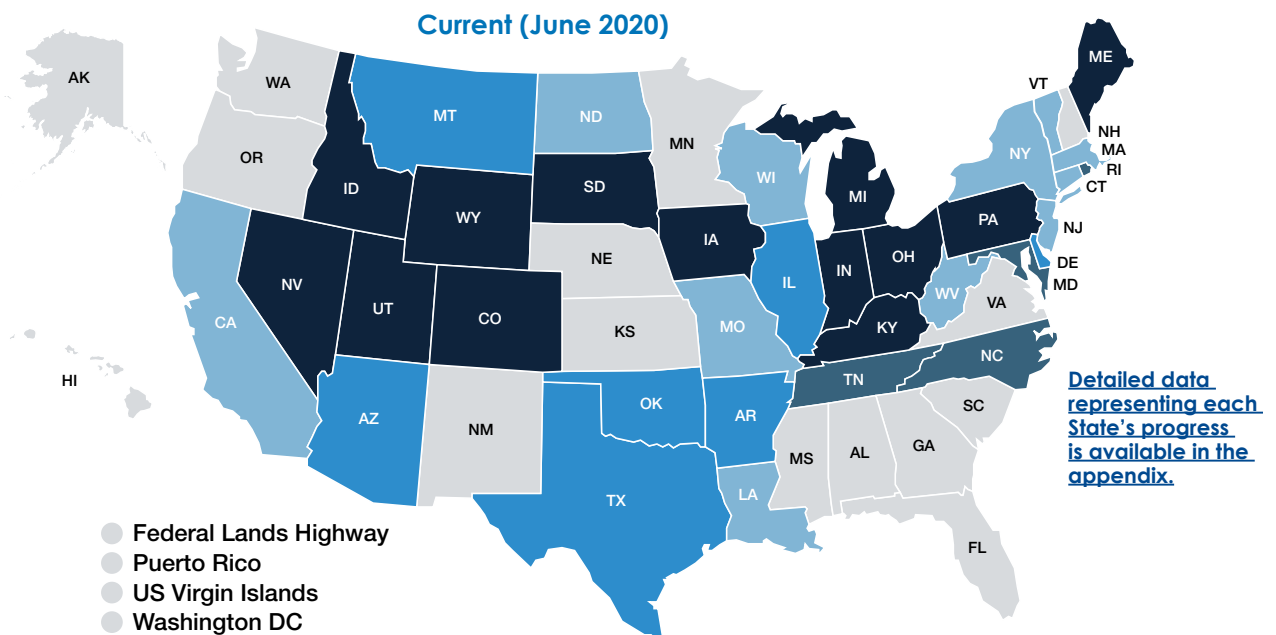 Current (June 2020)
AK
WA
OR
ID
MT
ND
MN
WI
MI
VT
ME
NH
MA
RI
CT
NY
NJ
DE
MD
PA
SD
WY
IA
NE
NV
UT
CO
CA
KS
MO
IL
IN
OH
WV
VA
KY
NC
TN
SC
HI
AZ
NM
OK
AR
TX
LA
MS
AL
GA
FL
Detailed data
representing each
State’s progress
is available in the
appendix.
Federal Lands Highway
Puerto Rico
US Virgin Islands
Washington DC